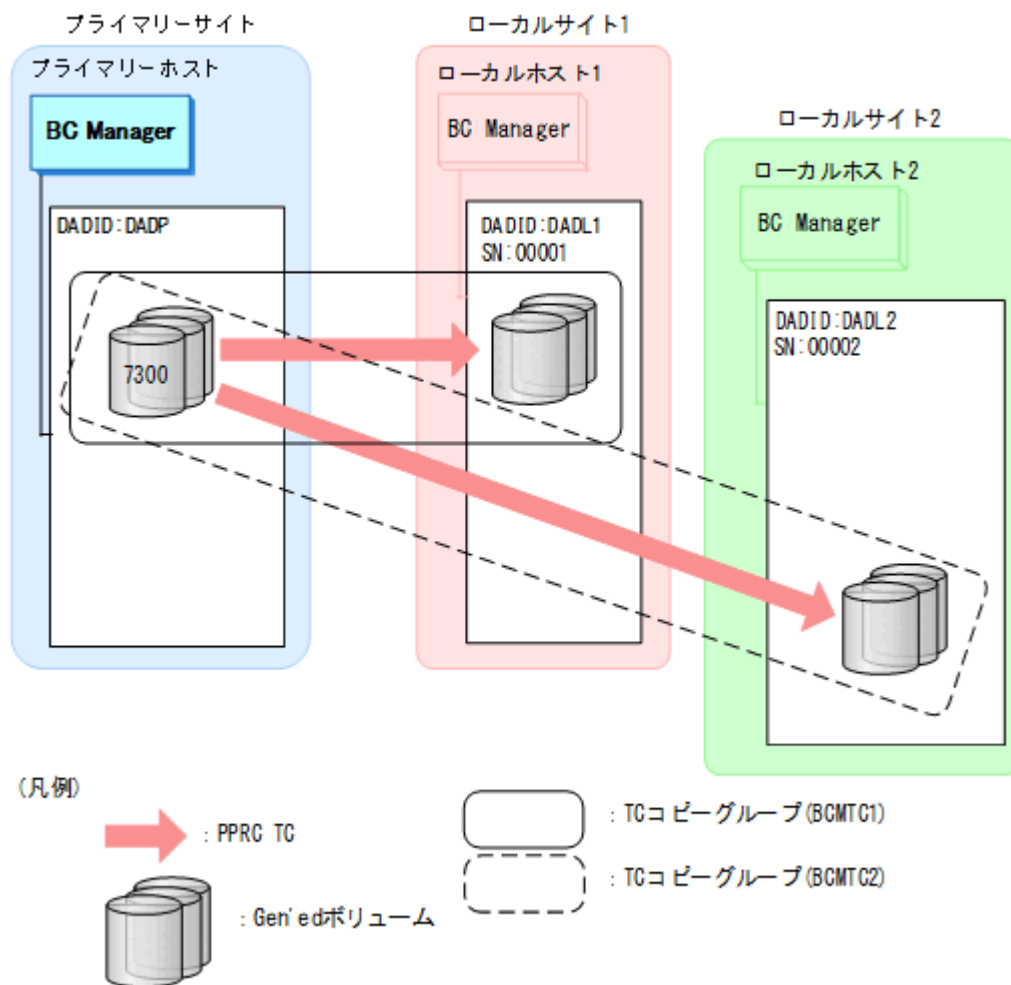 プライマリーサイト
プライマリーホスト
BC Manager
DADID:DADP
7300
ローカルサイト1
ローカルホスト1
BC Manager
DADID:DADL1
SN:00001
ローカルサイト2
ローカルホスト2
BC Manager
DADID:DADL2
SN:00002
(凡例)
: PPRC TC
: Gen'edボリューム
: TCコピーグループ(BCMTC1)
: TCコピーグループ(BCMTC2)